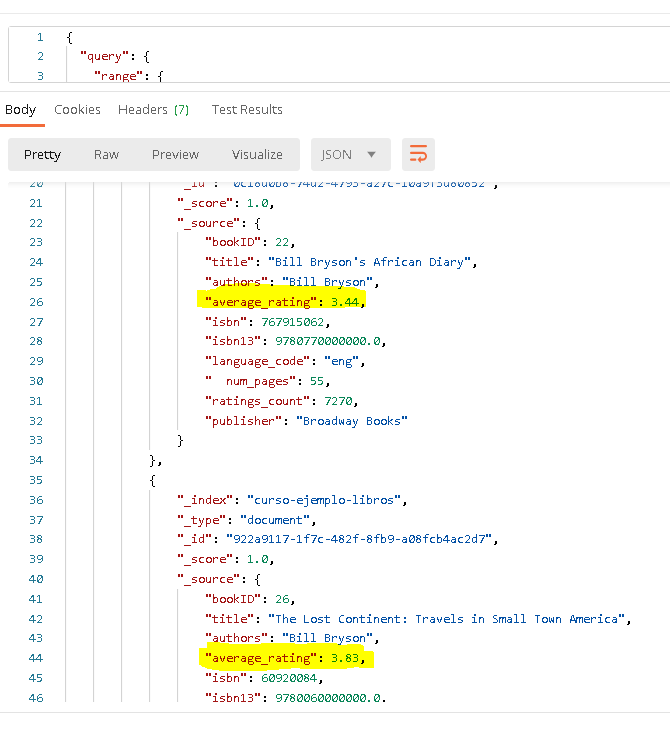 1 {
2 "query": {
3 "range": {
Body Cookies Headers (7) Test Results
Pretty Raw Preview Visualize JSON
20 "_id": "0c18d0b8-74d2-4793-a27c-10a9f3d80852",
21 "_score": 1.0,
22 "_source": {
23 "bookID": 22,
24 "title": "Bill Bryson's African Diary",
25 "authors": "Bill Bryson",
26 "average_rating": 3.44,
27 "isbn": 767915062,
28 "isbn13": 9780770000000.0,
29 "language_code": "eng",
30 "  num_pages": 55,
31 "ratings_count": 7270,
32 "publisher": "Broadway Books"
33 }
34 },
35 {
36 "_index": "curso-ejemplo-libros",
37 "_type": "document",
38 "_id": "922a9117-1f7c-482f-8fb9-a08fcb4ac2d7",
39 "_score": 1.0,
40 "_source": {
41 "bookID": 26,
42 "title": "The Lost Continent: Travels in Small Town America",
43 "authors": "Bill Bryson",
44 "average_rating": 3.83,
45 "isbn": 60920084,
46 "isbn13": 9780060000000.0,